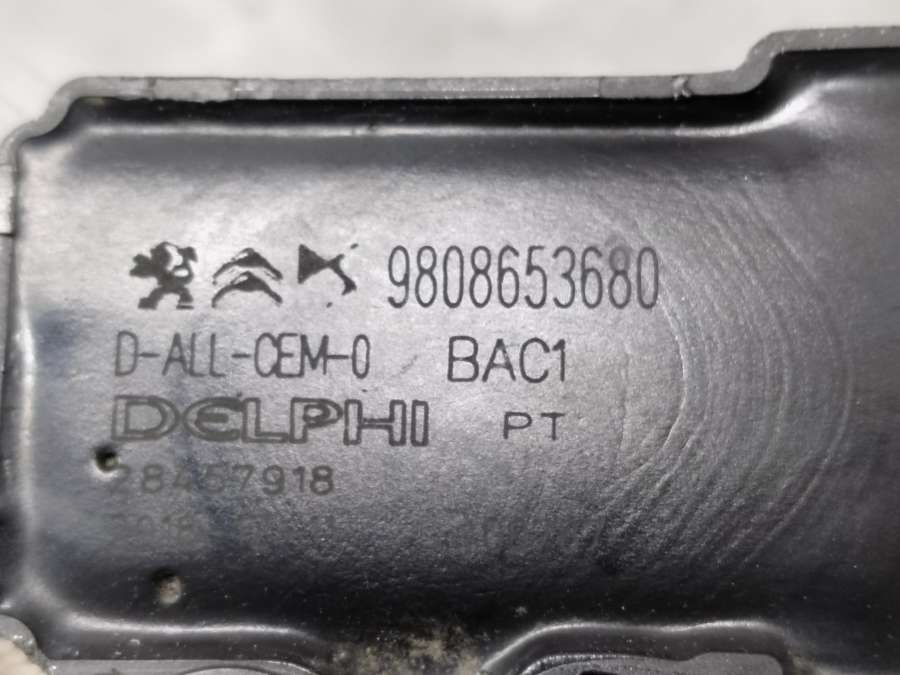 9808653680
D-ALL-CEM-0 BAC1
DELPHI PT
28457918